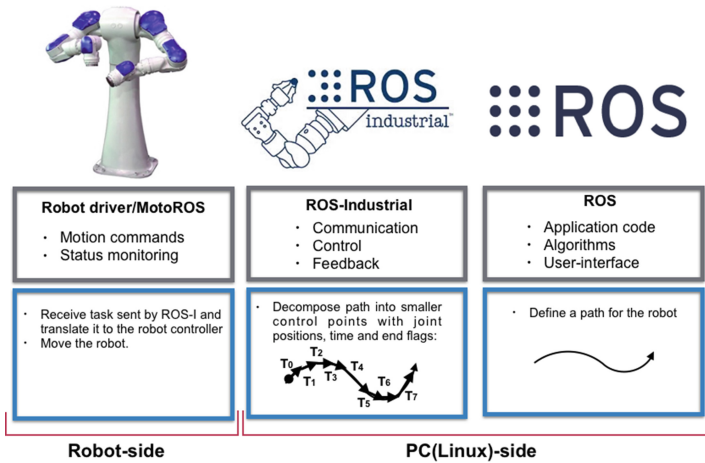 ROS
industrial™
ROS
Robot driver/MotoROS
· Motion commands
· Status monitoring
ROS-Industrial
· Communication
· Control
· Feedback
ROS
· Application code
· Algorithms
· User-interface
· Receive task sent by ROS-I and
translate it to the robot controller
· Move the robot.
· Decompose path into smaller
control points with joint
positions, time and end flags:
T0
T1
T2
T3
T4
T5
T6
T7
· Define a path for the robot
Robot-side
PC(Linux)-side